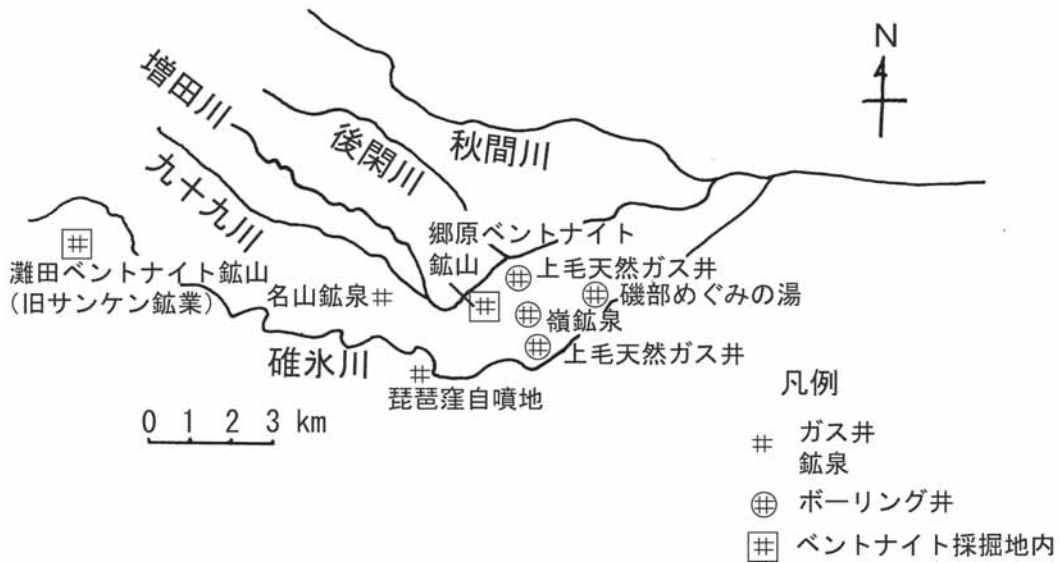 N
増田川
後閑川
秋間川
九十九川
郷原ベントナイト
鉱山
上毛天然ガス井
灘田ベントナイト鉱山
(旧サンケン鉱業)
名山鉱泉
磯部めぐみの湯
嶺鉱泉
碓氷川
上毛天然ガス井
琵琶窪自噴地
0 1 2 3 km
凡例
ガス井
鉱泉
ボーリング井
ベントナイト採掘地内